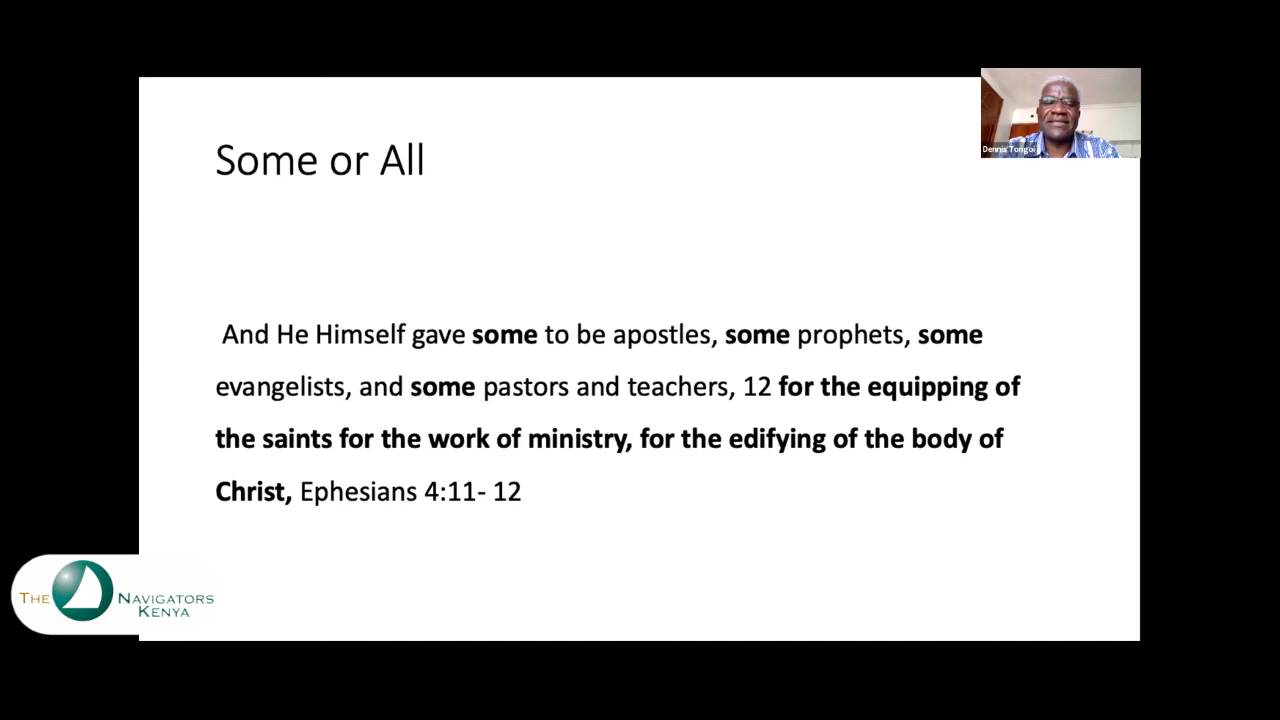 Some or All
Dennis Tongoi
And He Himself gave some to be apostles, some prophets, some
evangelists, and some pastors and teachers, 12 for the equipping of
the saints for the work of ministry, for the edifying of the body of
Christ, Ephesians 4:11- 12
THE NAVIGATORS
KENYA